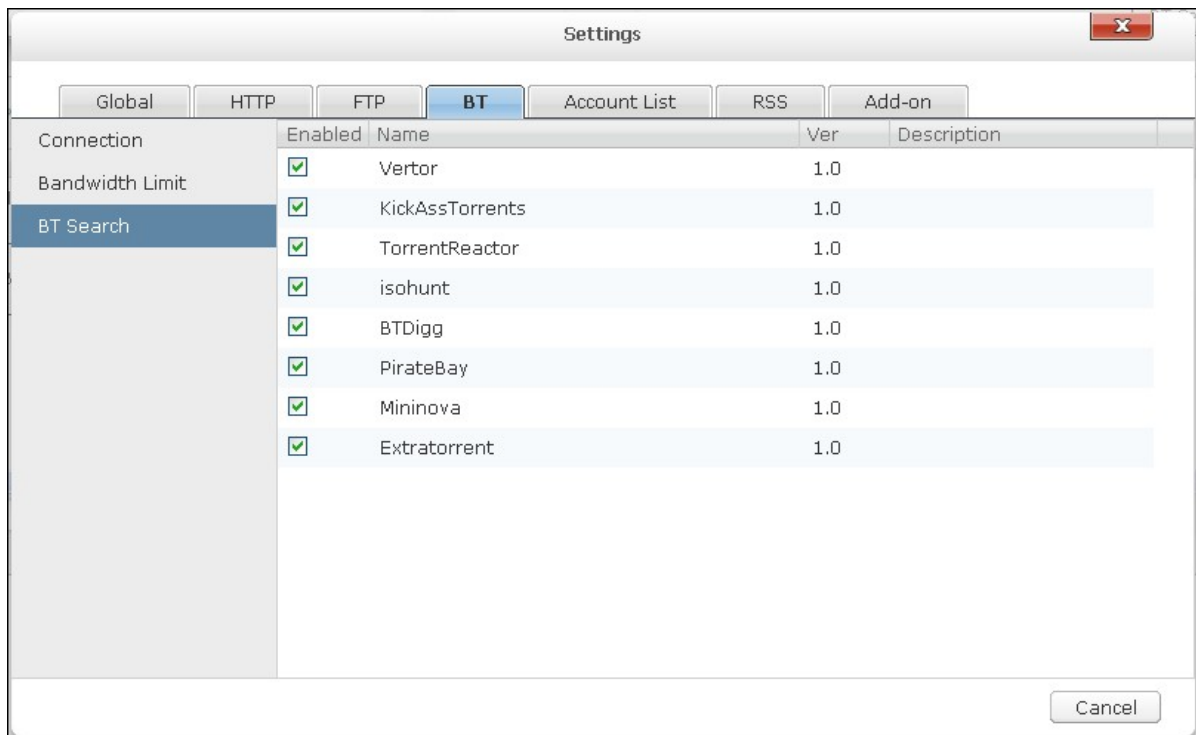 Settings
x
Global HTTP FTP BT Account List RSS Add-on
Connection
Bandwidth Limit
BT Search
Enabled Name Ver Description
Vertor 1.0
KickAssTorrents 1.0
TorrentReactor 1.0
isohunt 1.0
BTDigg 1.0
PirateBay 1.0
Mininova 1.0
Extratorrent 1.0
Cancel